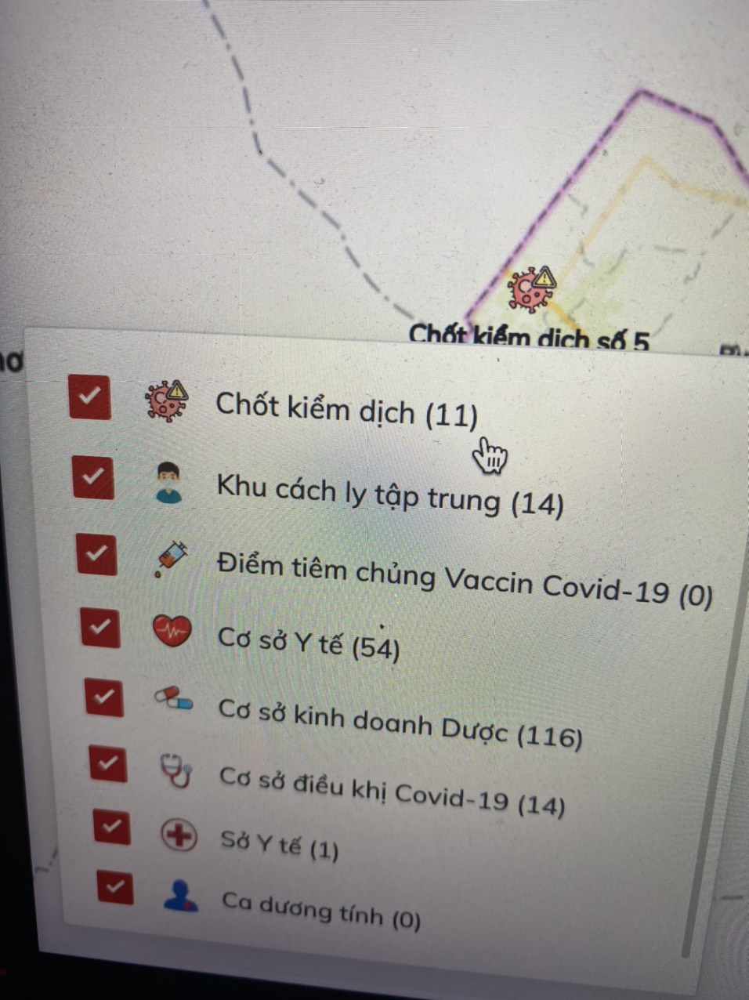 Chốt kiểm dịch số 5
Chốt kiểm dịch (11)
Khu cách ly tập trung (14)
Điểm tiêm chủng Vaccin Covid-19 (0)
Cơ sở Y tế (54)
Cơ sở kinh doanh Dược (116)
Cơ sở điều khị Covid-19 (14)
Sở Y tế (1)
Ca dương tính (0)